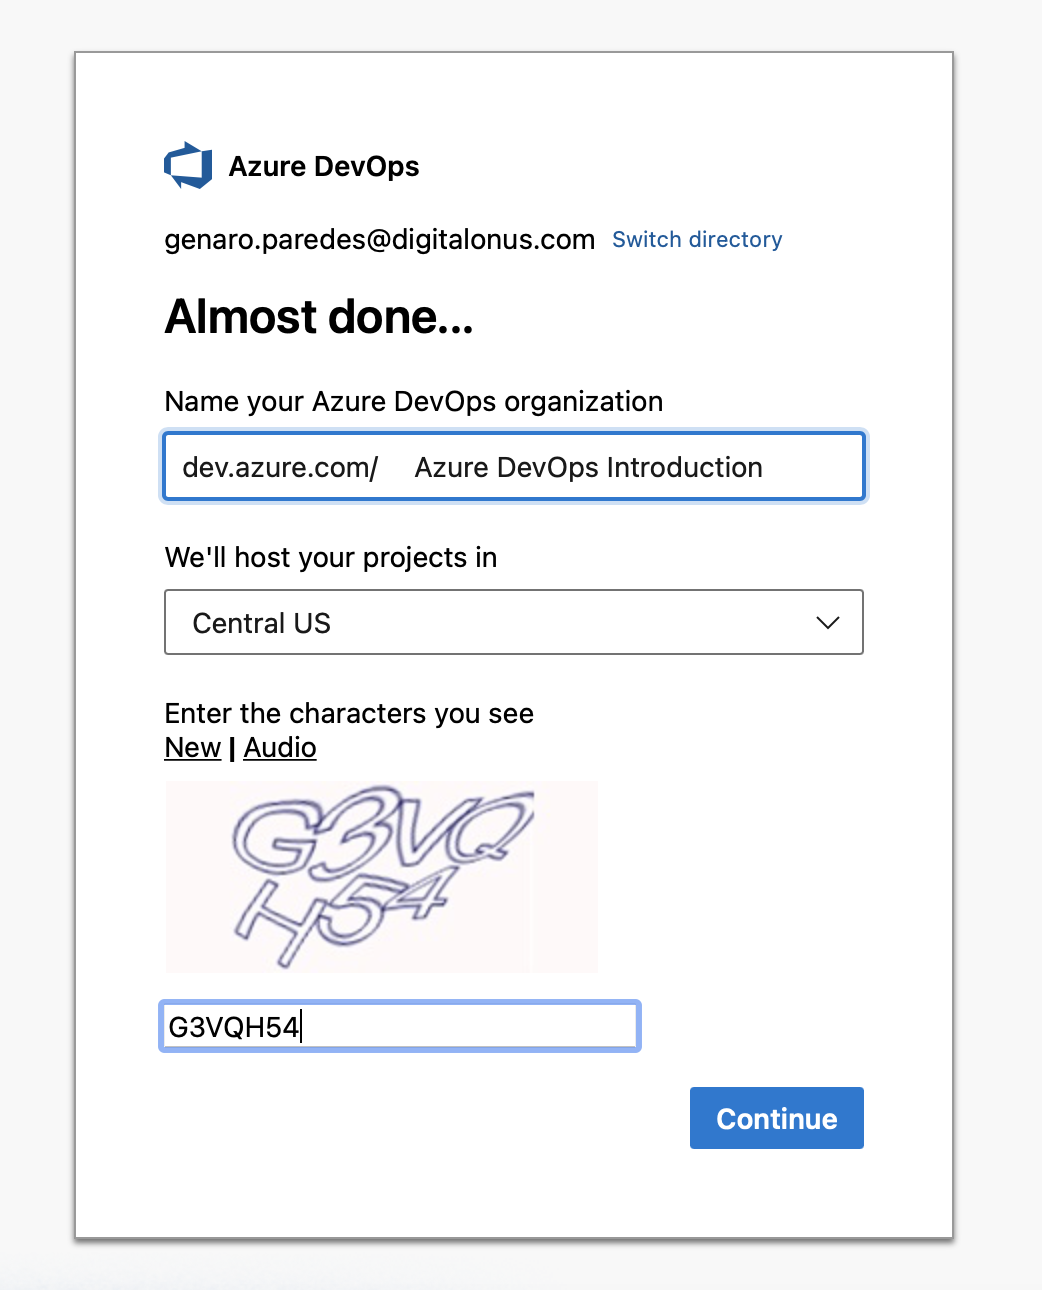 Azure DevOps
genaro.paredes@digitalonus.com Switch directory
Almost done...
Name your Azure DevOps organization
dev.azure.com/ Azure DevOps Introduction
We'll host your projects in
Central US
Enter the characters you see
New | Audio
G3VQ
H54
G3VQH54
Continue